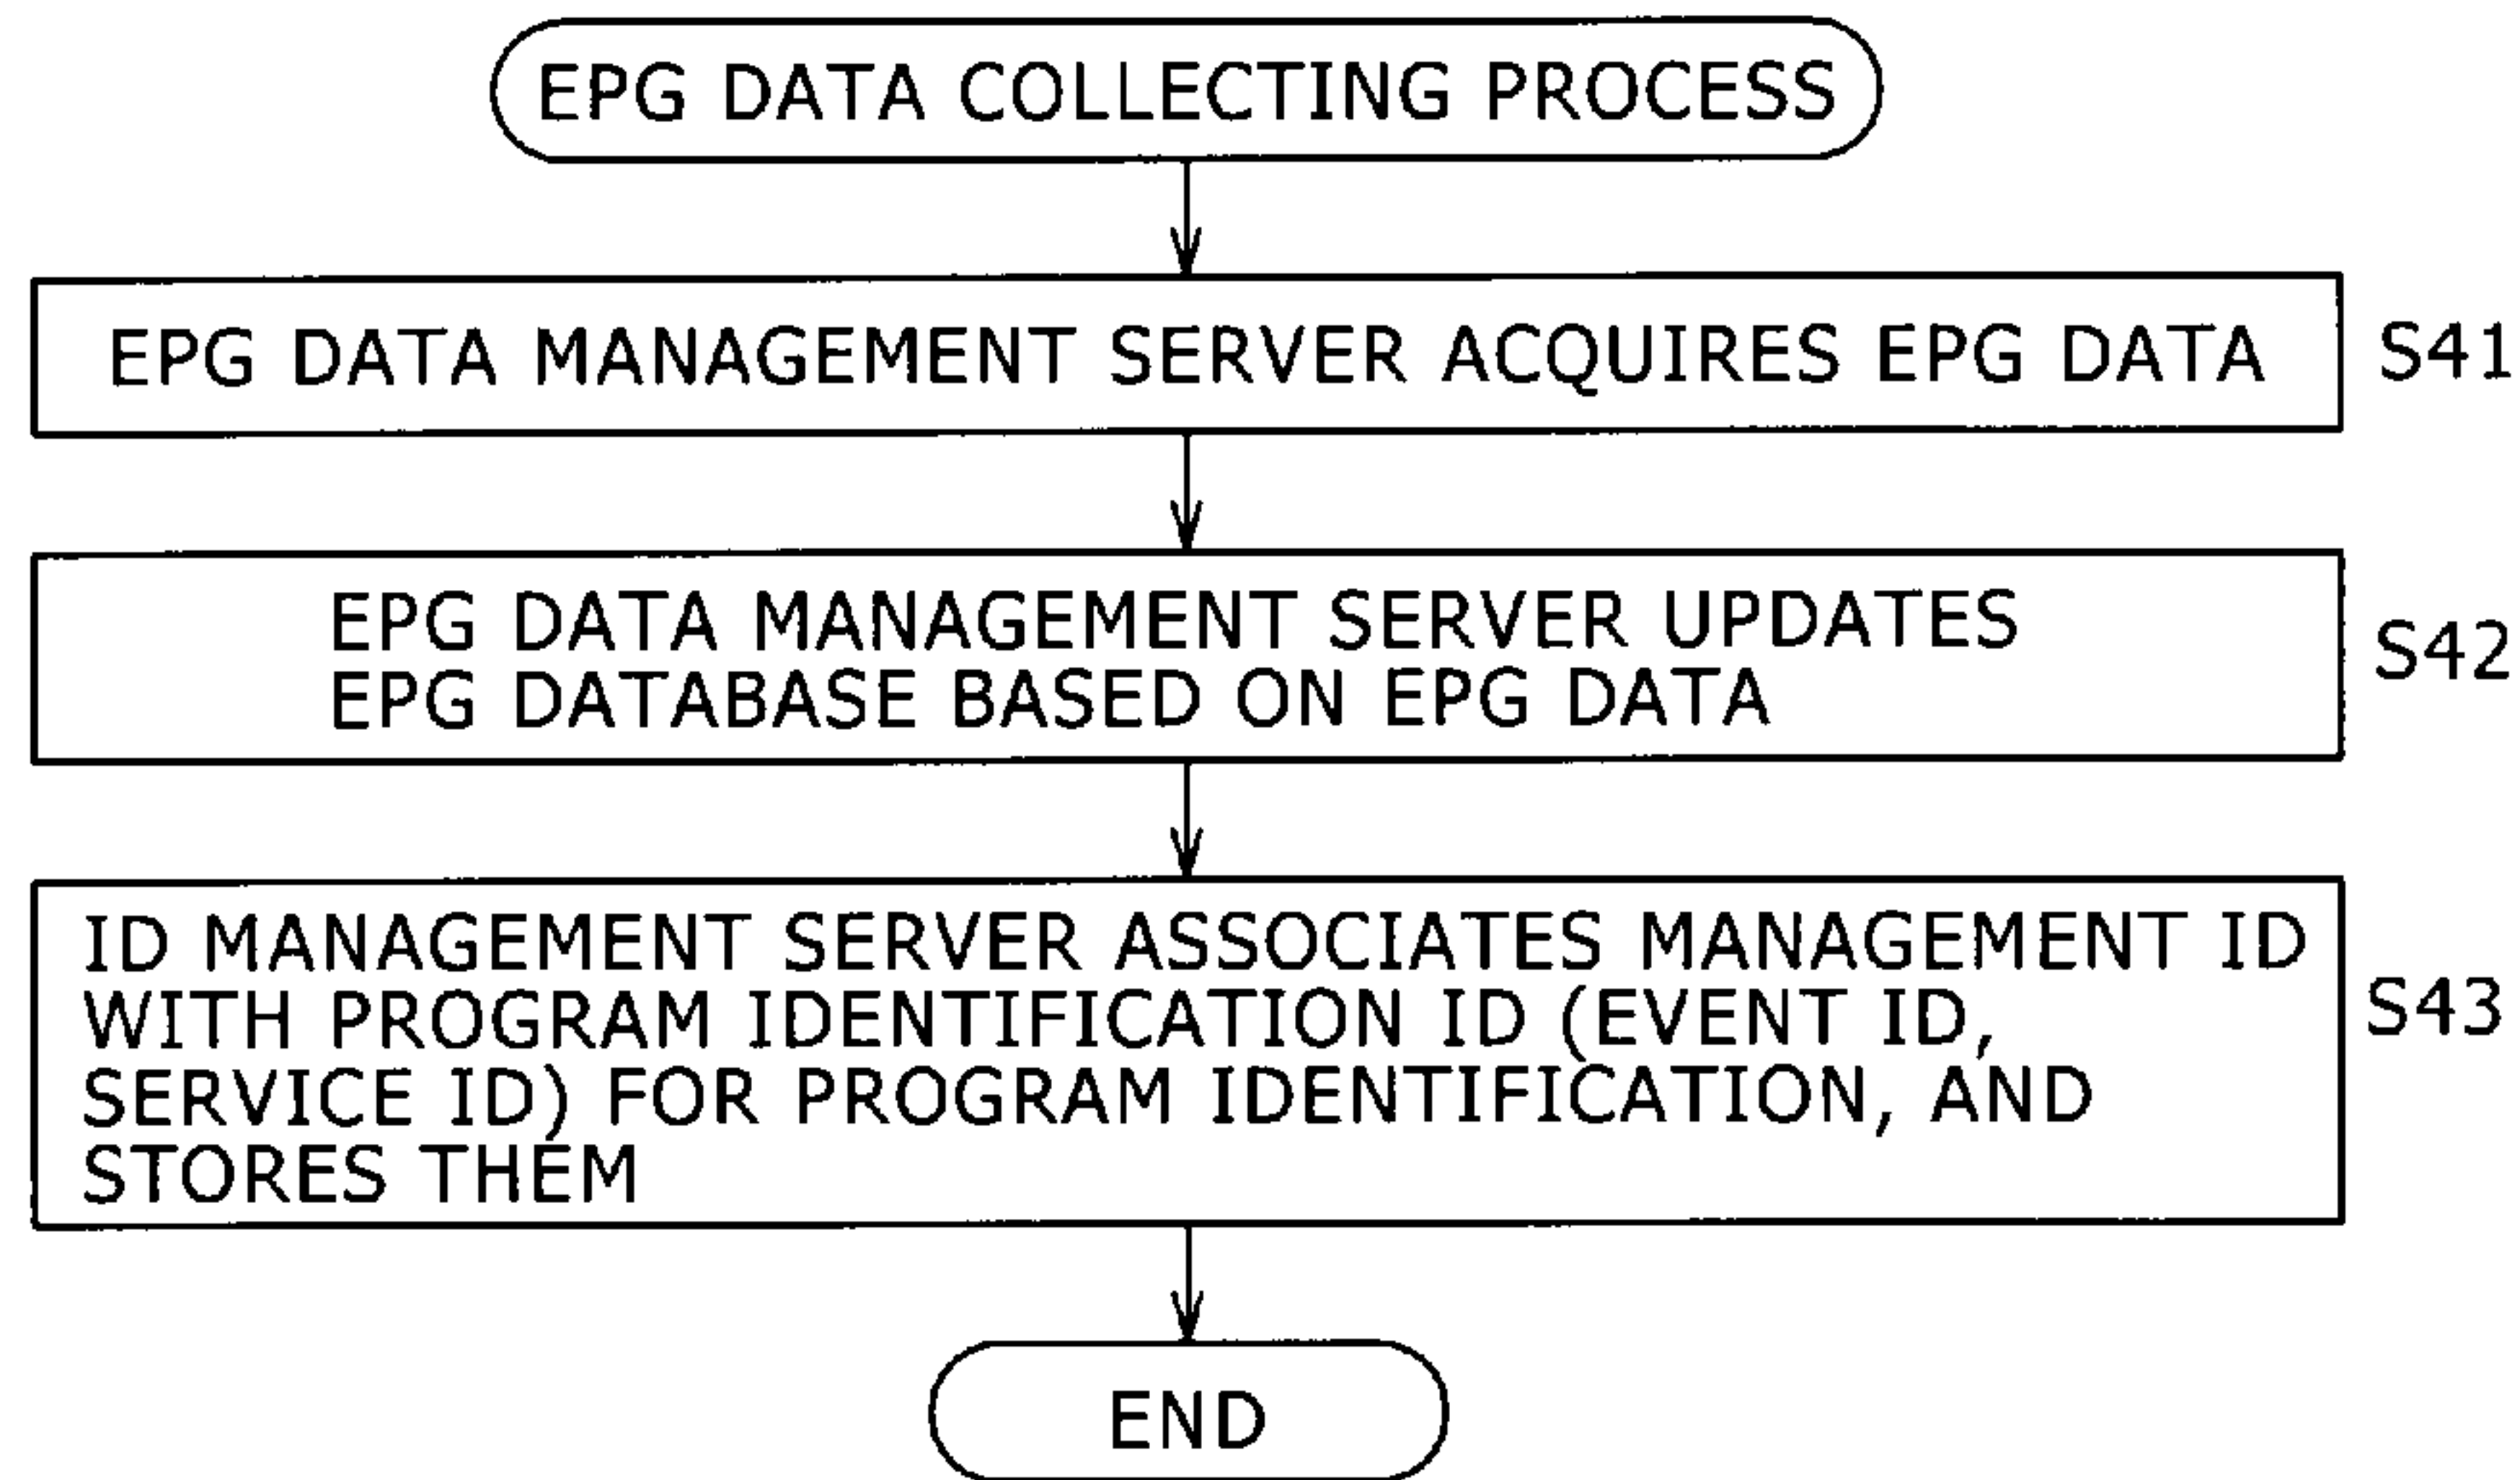 EPG DATA COLLECTING PROCESS
EPG DATA MANAGEMENT SERVER ACQUIRES EPG DATA
S41
EPG DATA MANAGEMENT SERVER UPDATES
EPG DATABASE BASED ON EPG DATA
S42
ID MANAGEMENT SERVER ASSOCIATES MANAGEMENT ID
WITH PROGRAM IDENTIFICATION ID (EVENT ID,
SERVICE ID) FOR PROGRAM IDENTIFICATION, AND
STORES THEM
S43
END